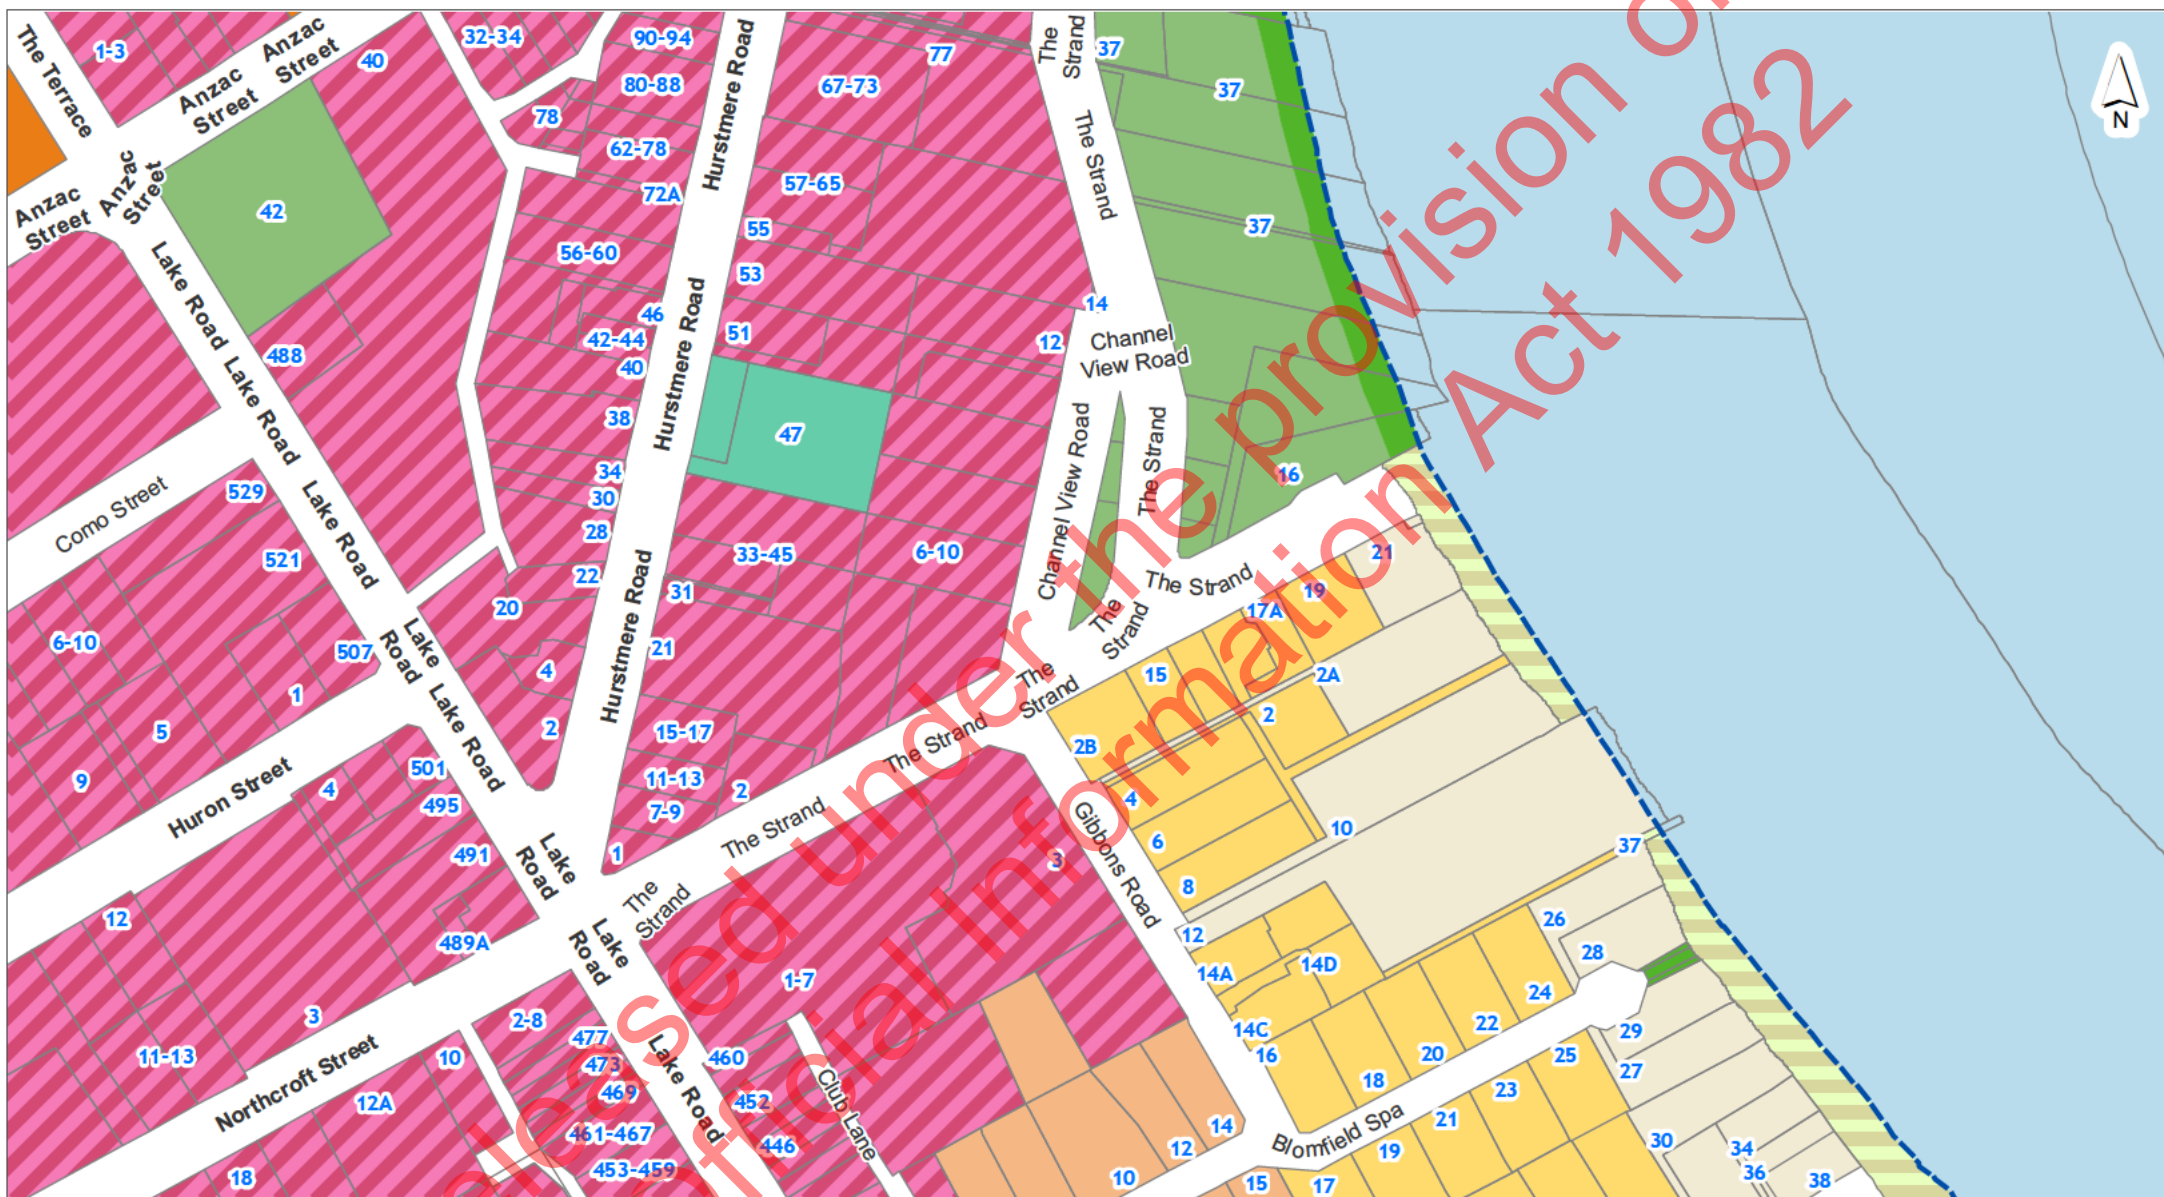 The Terrace
1-3
Anzac
Street
Anzac
Street
40
32-34
90-94
Hurstmere Road
77
The
Strand
37
80-88
67-73
37
78
62-78
The Strand
N
72A
57-65
Anzac
Street
Anzac
Street
42
55
37
56-60
53
Lake Road
46
51
14
Channel
View Road
12
42-44
40
488
Lake Road
Hurstmere Road
38
47
Channel View Road
The Strand
34
16
529
30
Como Street
Lake Road
28
33-45
6-10
21
521
22
31
The Strand
19
20
17A
The
Strand
Hurstmere Road
6-10
507
Lake
Road
21
4
15
2A
1
The
Strand
5
Lake Road
2
15-17
The Strand
2B
2
9
501
11-13
2
4
4
Huron Street
495
7-9
The Strand
Gibbons Road
10
6
37
491
Lake
Road
1
3
8
12
The
Strand
26
489A
Lake
Road
12
28
14A
14D
1-7
24
3
2-8
22
29
477
14C
11-13
10
460
16
20
25
Northcroft Street
473
Lake Road
27
469
18
23
12A
452
Club Lane
21
461-467
14
Blomfield Spa
446
12
19
30
34
453-459
36
18
10
15
17
38
eleased under the provision o
fficial Information Act 1982